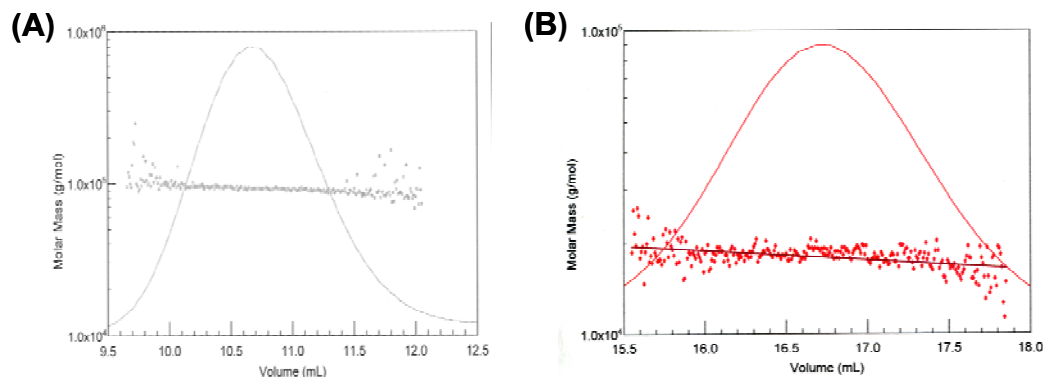 (A)
1.0x10⁶
1.0x10⁵
1.0x10⁴
Molar Mass (g/mol)
9.5 10.0 10.5 11.0 11.5 12.0 12.5
Volume (mL)
(B)
1.0x10⁵
1.0x10⁴
Molar Mass (g/mol)
15.5 16.0 16.5 17.0 17.5 18.0
Volume (mL)